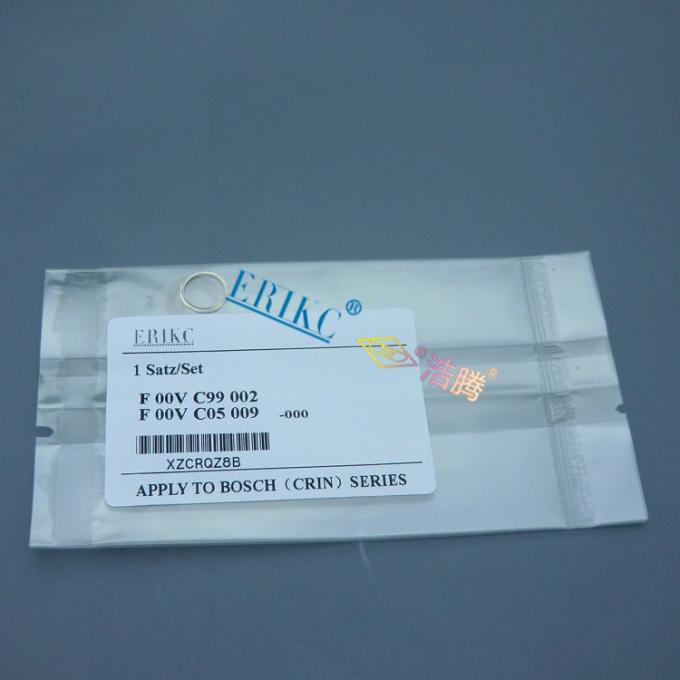 ERIKC®
浩腾®
ERIKC
1 Satz/Set
F 00V C99 002
F 00V C05 009 -000
XZCRQZ8B
APPLY TO BOSCH（CRIN）SERIES